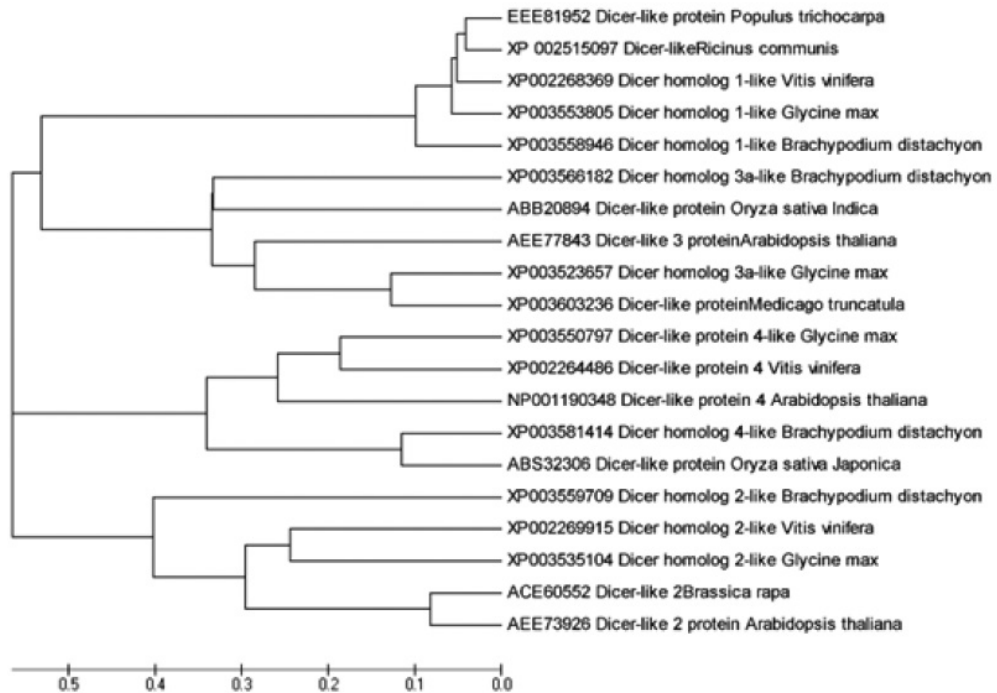 EEE81952 Dicer-like protein Populus trichocarpa
XP 002515097 Dicer-likeRicinus communis
XP002268369 Dicer homolog 1-like Vitis vinifera
XP003553805 Dicer homolog 1-like Glycine max
XP003558946 Dicer homolog 1-like Brachypodium distachyon
XP003566182 Dicer homolog 3a-like Brachypodium distachyon
ABB20894 Dicer-like protein Oryza sativa Indica
AEE77843 Dicer-like 3 proteinArabidopsis thaliana
XP003523657 Dicer homolog 3a-like Glycine max
XP003603236 Dicer-like proteinMedicago truncatula
XP003550797 Dicer-like protein 4-like Glycine max
XP002264486 Dicer-like protein 4 Vitis vinifera
NP001190348 Dicer-like protein 4 Arabidopsis thaliana
XP003581414 Dicer homolog 4-like Brachypodium distachyon
ABS32306 Dicer-like protein Oryza sativa Japonica
XP003559709 Dicer homolog 2-like Brachypodium distachyon
XP002269915 Dicer homolog 2-like Vitis vinifera
XP003535104 Dicer homolog 2-like Glycine max
ACE60552 Dicer-like 2Brassica rapa
AEE73926 Dicer-like 2 protein Arabidopsis thaliana
0.5 0.4 0.3 0.2 0.1 0.0